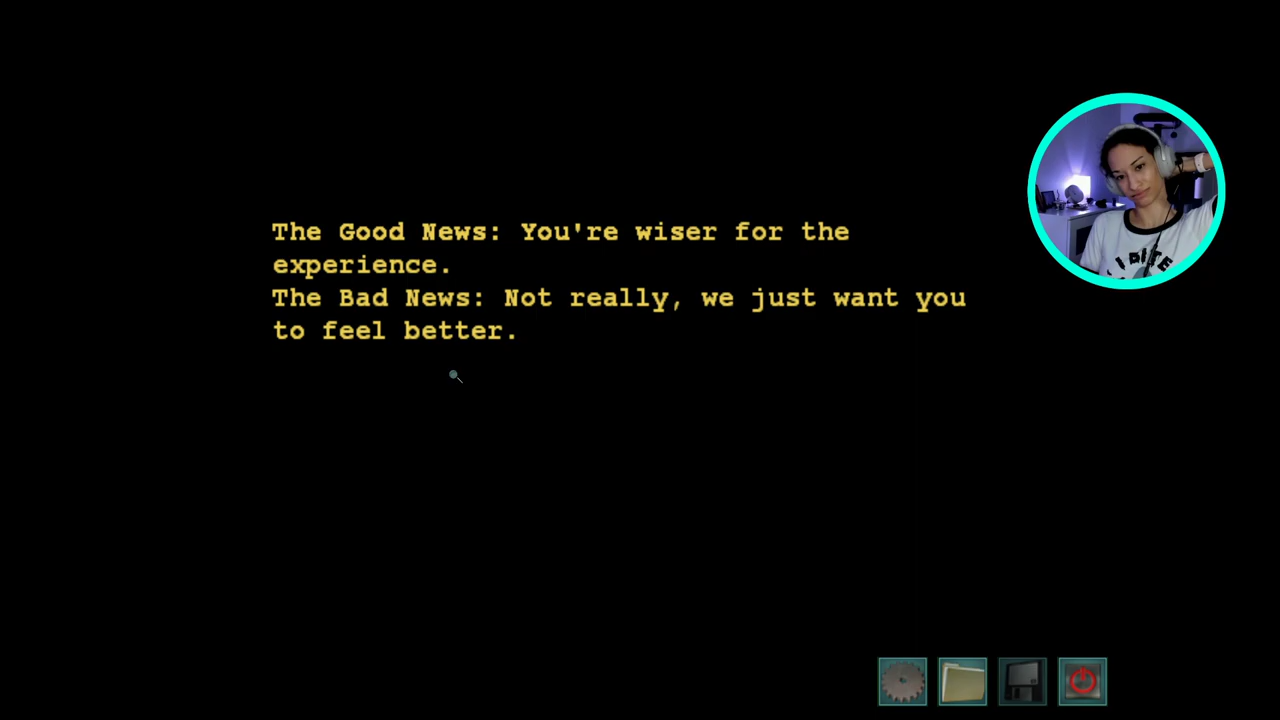 The Good News: You're wiser for the
experience.
The Bad News: Not really, we just want you
to feel better.
I BITE